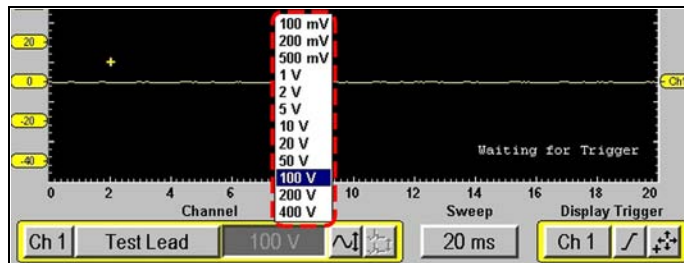 100 mV
200 mV
500 mV
1 V
2 V
5 V
10 V
20 V
50 V
100 V
200 V
400 V
20
0
-20
-40
Ch1
Waiting for Trigger
0 2 4 6 10 12 14 16 18 20
Channel Sweep Display Trigger
Ch 1 Test Lead 100 V 20 ms Ch 1